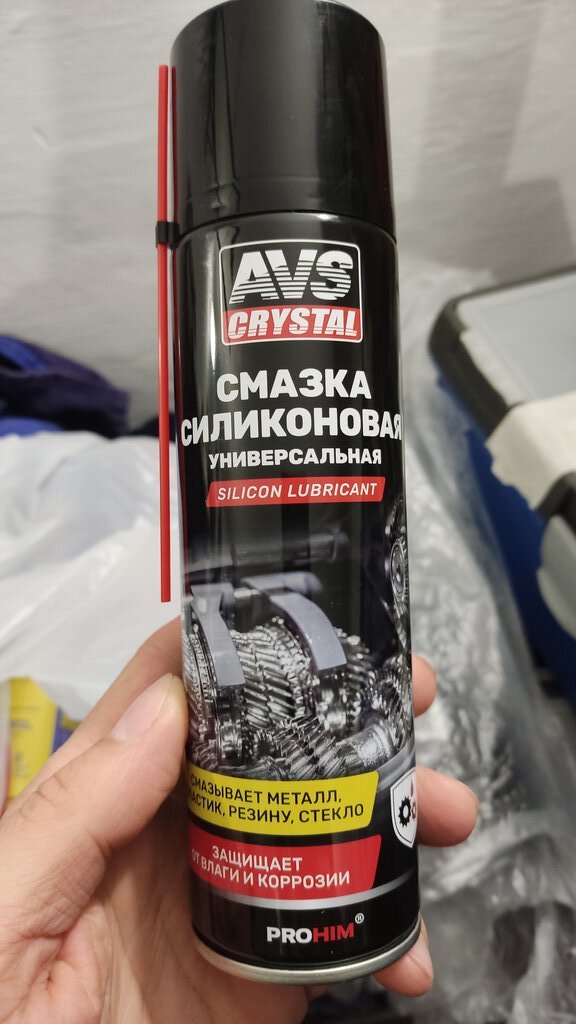 AVS
CRYSTAL
СМАЗКА
СИЛИКОНОВАЯ
УНИВЕРСАЛЬНАЯ
SILICON LUBRICANT
СМАЗЫВАЕТ МЕТАЛЛ,
РЕЗИНУ, СТЕКЛО
ЗАЩИЩАЕТ
ОТ ВЛАГИ И КОРРОЗИИ
PROHIM®